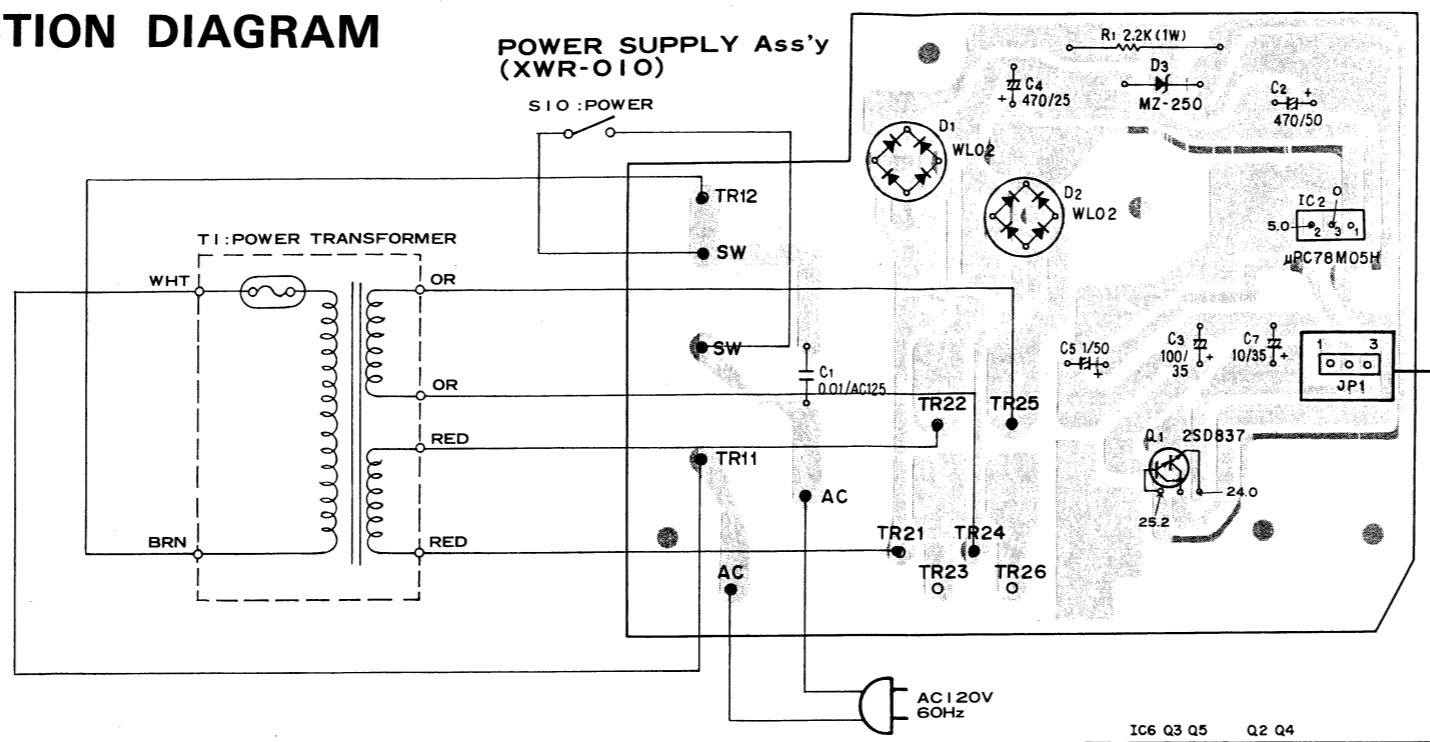 CTION DIAGRAM
POWER SUPPLY Ass'y
(XWR-010)
S10 :POWER
R1 2.2K (1W)
C4
+ 470/25
D3
MZ-250
C2 +
470/50
D1
WL02
D2
WL02
TR12
SW
IC2
5.0
2 3 1
μPC78M05H
T1:POWER TRANSFORMER
WHT
OR
SW
C1
0.01/AC125
C5 1/50
+
C3
100/
35 +
C7
10/35 +
1 3
JP1
OR
TR22
TR25
RED
TR11
Q1 2SD837
AC
24.0
25.2
BRN
RED
TR21
TR24
AC
TR23
TR26
AC120V
60Hz
IC6 Q3 Q5 Q2 Q4